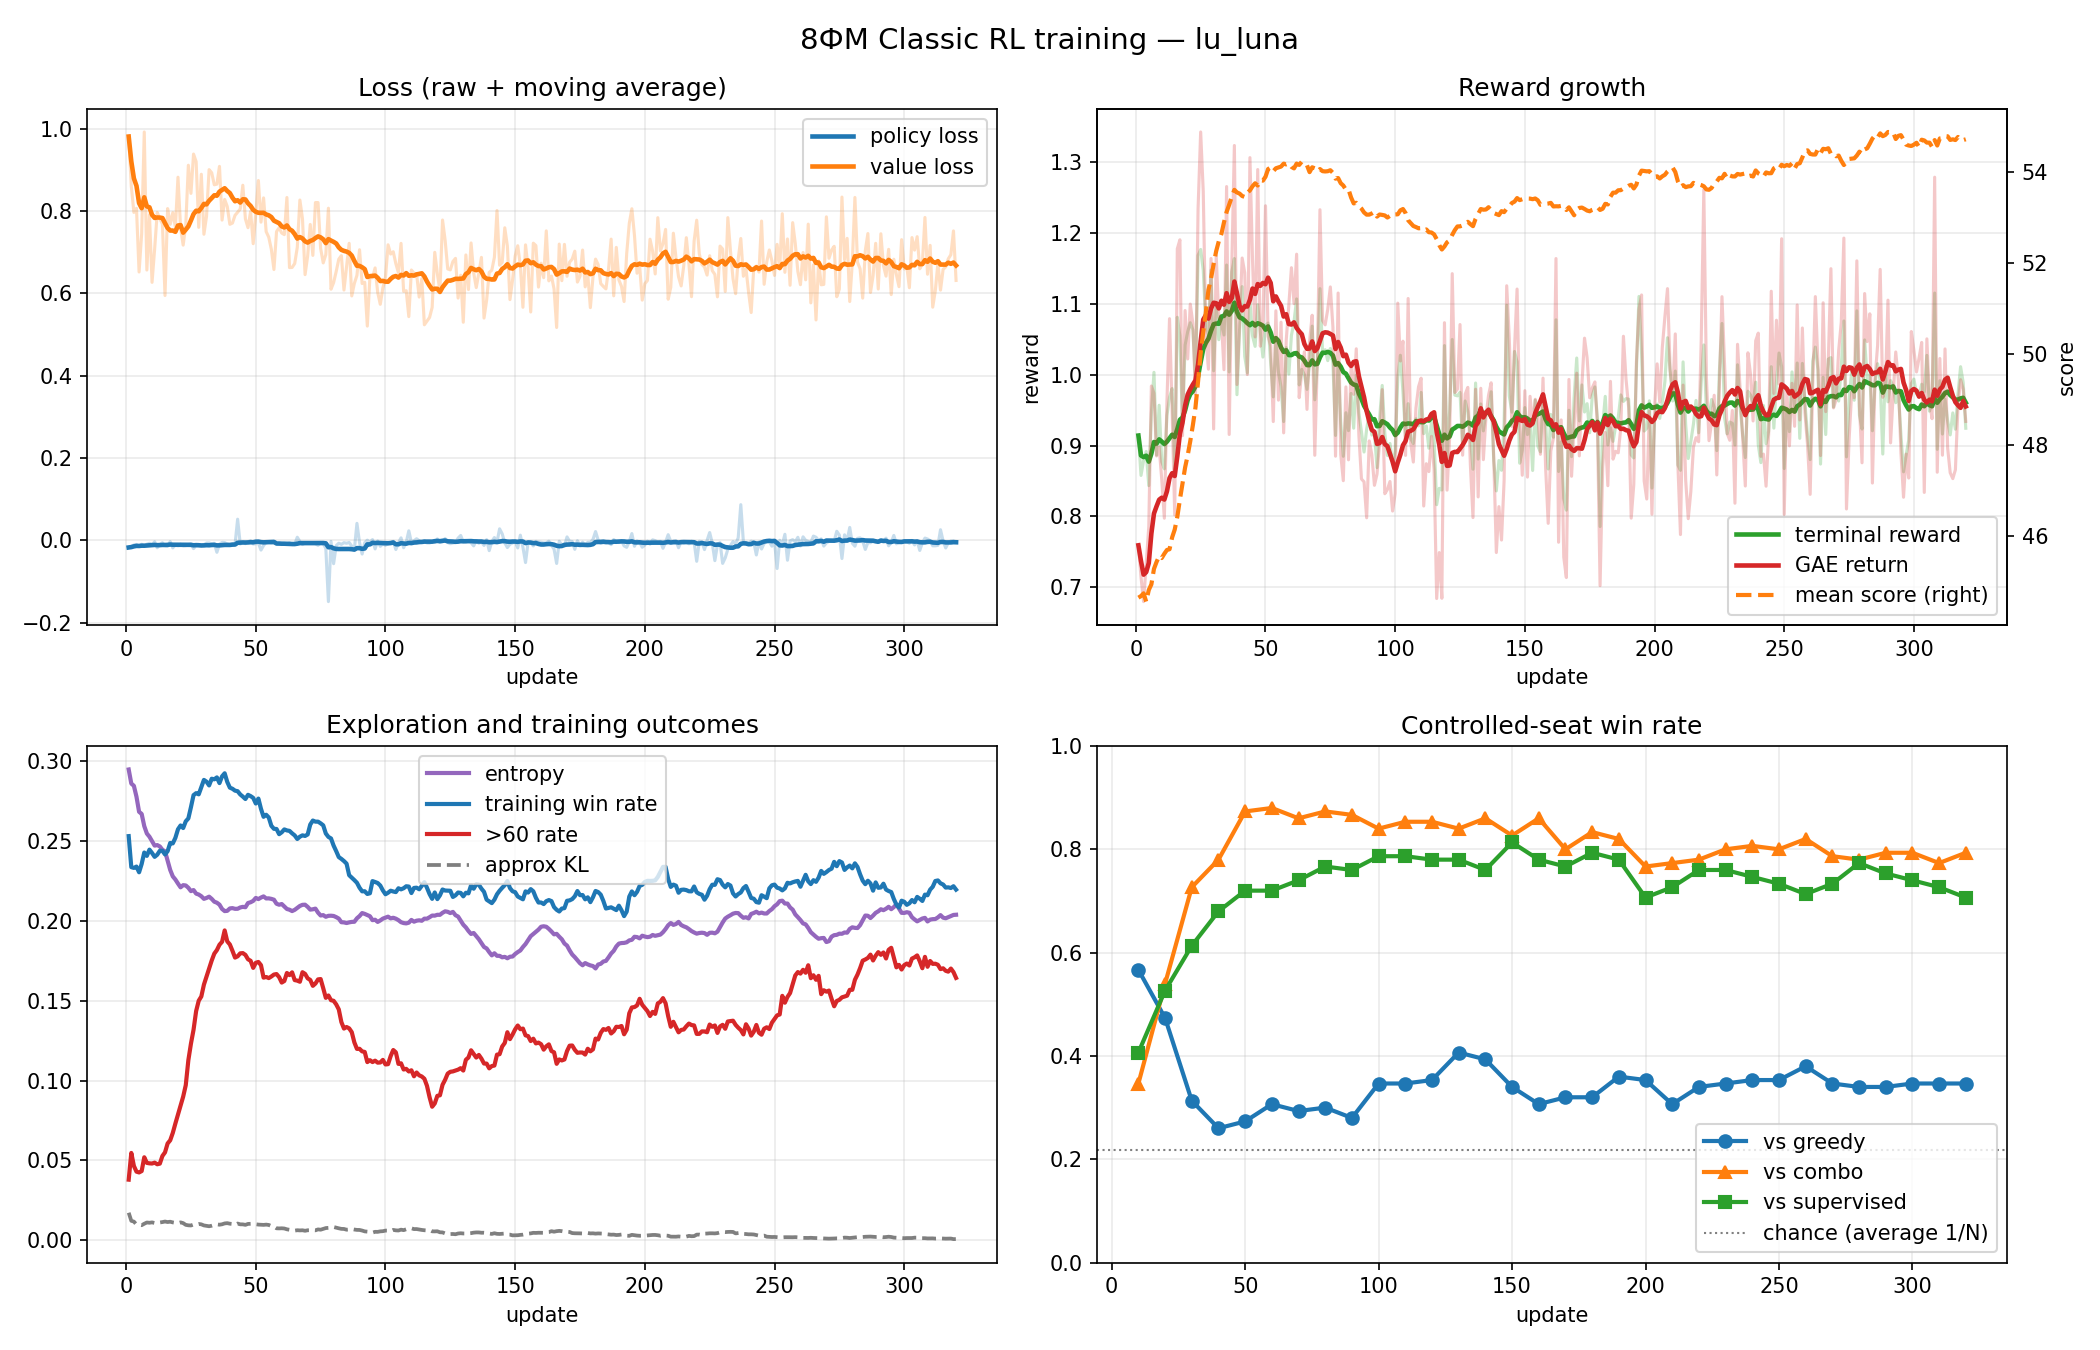 8ΦM Classic RL training — lu_luna
Loss (raw + moving average)
1.0
0.8
0.6
0.4
0.2
0.0
−0.2
policy loss
value loss
0
50
100
150
200
250
300
update
Reward growth
reward
1.3
1.2
1.1
1.0
0.9
0.8
0.7
54
52
50
48
46
score
terminal reward
GAE return
mean score (right)
0
50
100
150
200
250
300
update
Exploration and training outcomes
0.30
0.25
0.20
0.15
0.10
0.05
0.00
entropy
training win rate
>60 rate
approx KL
0
50
100
150
200
250
300
update
Controlled-seat win rate
1.0
0.8
0.6
0.4
0.2
0.0
vs greedy
vs combo
vs supervised
chance (average 1/N)
0
50
100
150
200
250
300
update